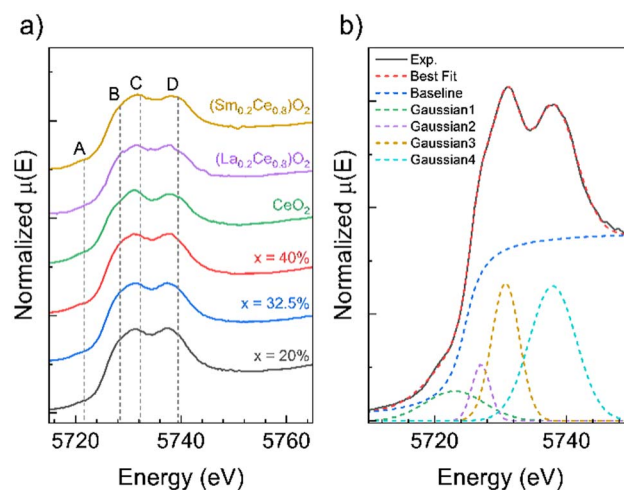 a)
Normalized μ(E)
A
B
C
D
(Sm0.2Ce0.8)O2
(La0.2Ce0.8)O2
CeO2
x = 40%
x = 32.5%
x = 20%
5720 5740 5760
Energy (eV)
b)
Normalized μ(E)
Exp.
Best Fit
Baseline
Gaussian1
Gaussian2
Gaussian3
Gaussian4
5720 5740
Energy (eV)